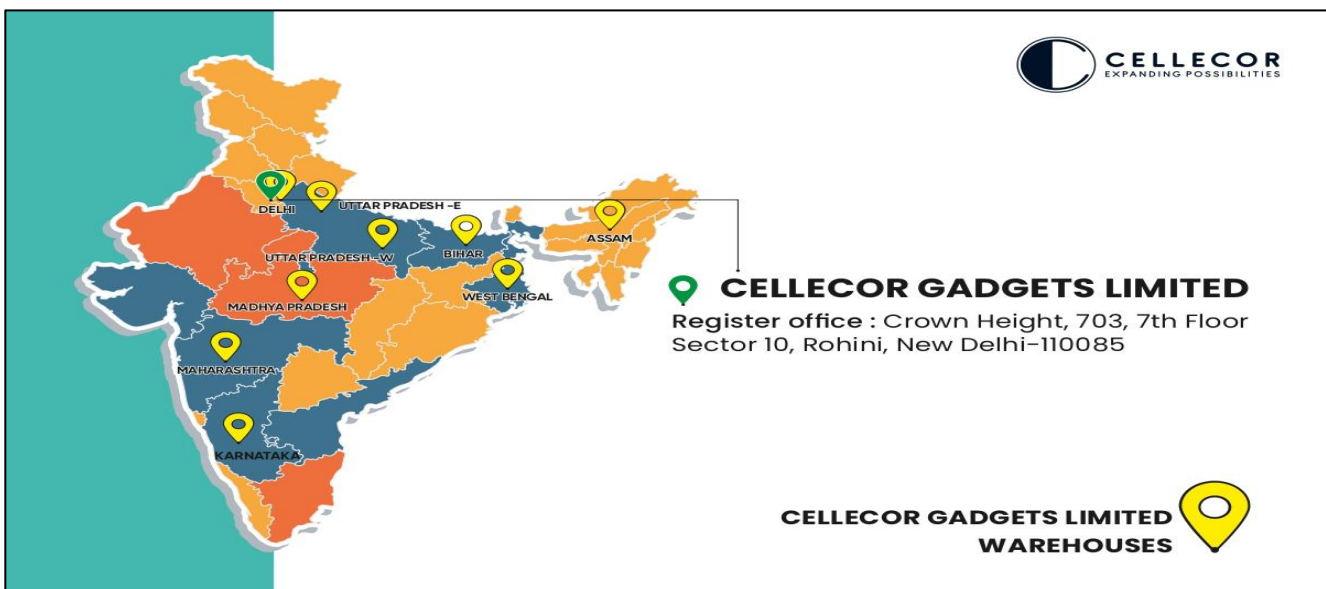 CELLECOR
EXPANDING POSSIBILITIES
DELHI
UTTAR PRADESH -E
UTTAR PRADESH -W
BIHAR
ASSAM
WEST BENGAL
MADHYA PRADESH
MAHARASHTRA
KARNATAKA
CELLECOR GADGETS LIMITED
Register office : Crown Height, 703, 7th Floor
Sector 10, Rohini, New Delhi-110085
CELLECOR GADGETS LIMITED
WAREHOUSES